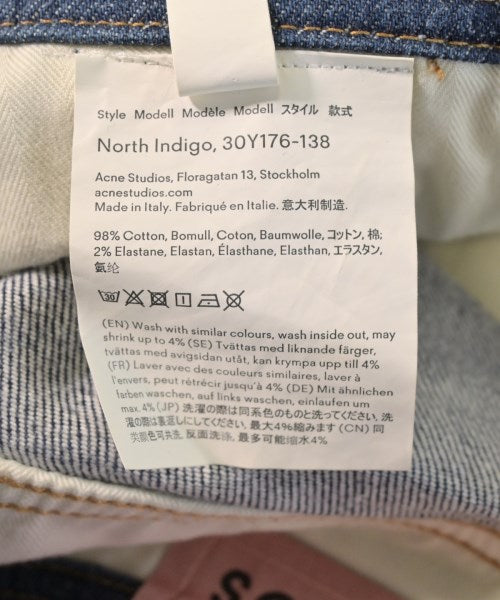 Style Modell Modèle Modell スタイル 款式
North Indigo, 30Y176-138
Acne Studios, Floragatan 13, Stockholm
acnestudios.com
Made in Italy. Fabriqué en Italie. 意大利制造.
98% Cotton, Bomull, Coton, Baumwolle, コットン, 棉;
2% Elastane, Elastan, Élasthane, Elasthan, エラスタン,
氨纶
30
(EN) Wash with similar colours, wash inside out, may
shrink up to 4% (SE) Tvättas med liknande färger,
tvättas med avigsidan utåt, kan krympa upp till 4%
(FR) Laver avec des couleurs similaires, laver à
l'envers, peut rétrécir jusqu'à 4% (DE) Mit ähnlichen
farben waschen, auf links waschen, einlaufen um
max. 4% (JP) 洗濯の際は同系色のものと洗ってください, 洗
濯の際は裏返しにしてください, 最大4%縮みます (CN) 同
类颜色可共洗, 反面洗涤, 最多可能缩水4%